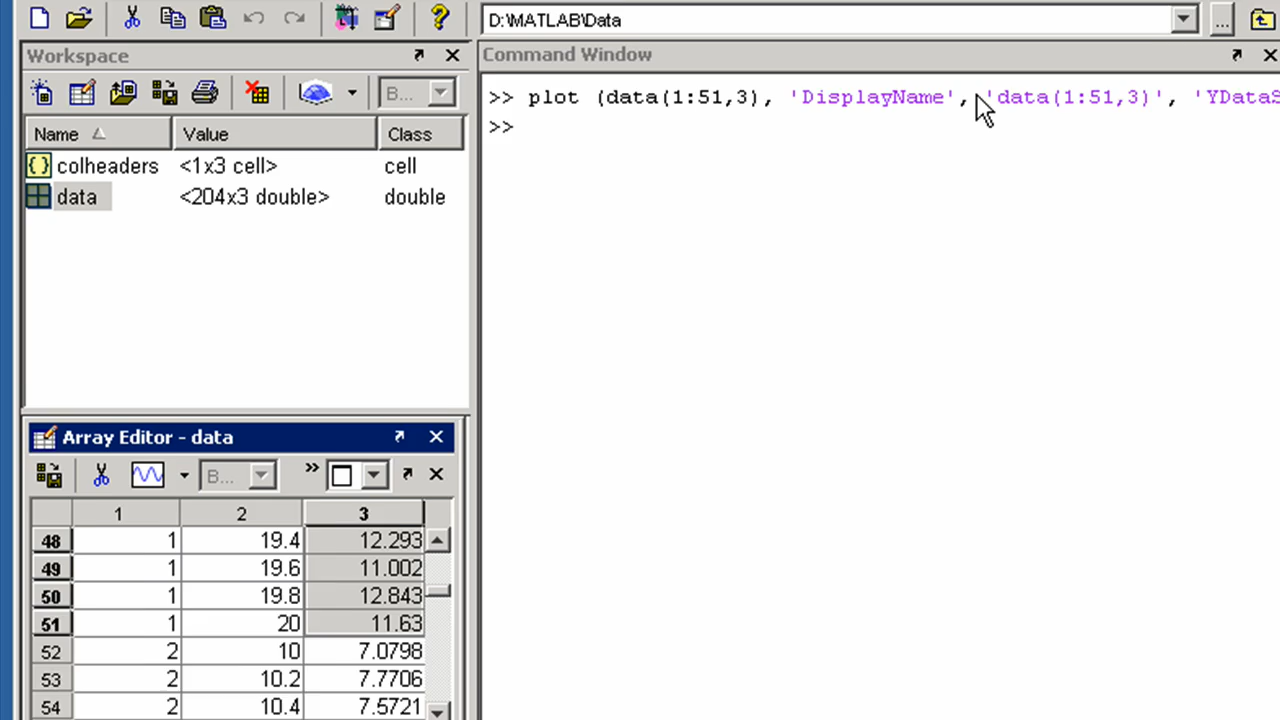 D:\MATLAB\Data
...
Workspace
Command Window
B...
Name Value Class
colheaders <1x3 cell> cell
data <204x3 double> double
>> plot (data(1:51,3), 'DisplayName', 'data(1:51,3)', 'YDataS
>>
Array Editor - data
B... »
1 2 3
48 1 19.4 12.293
49 1 19.6 11.002
50 1 19.8 12.843
51 1 20 11.63
52 2 10 7.0798
53 2 10.2 7.7706
54 2 10.4 7.5721